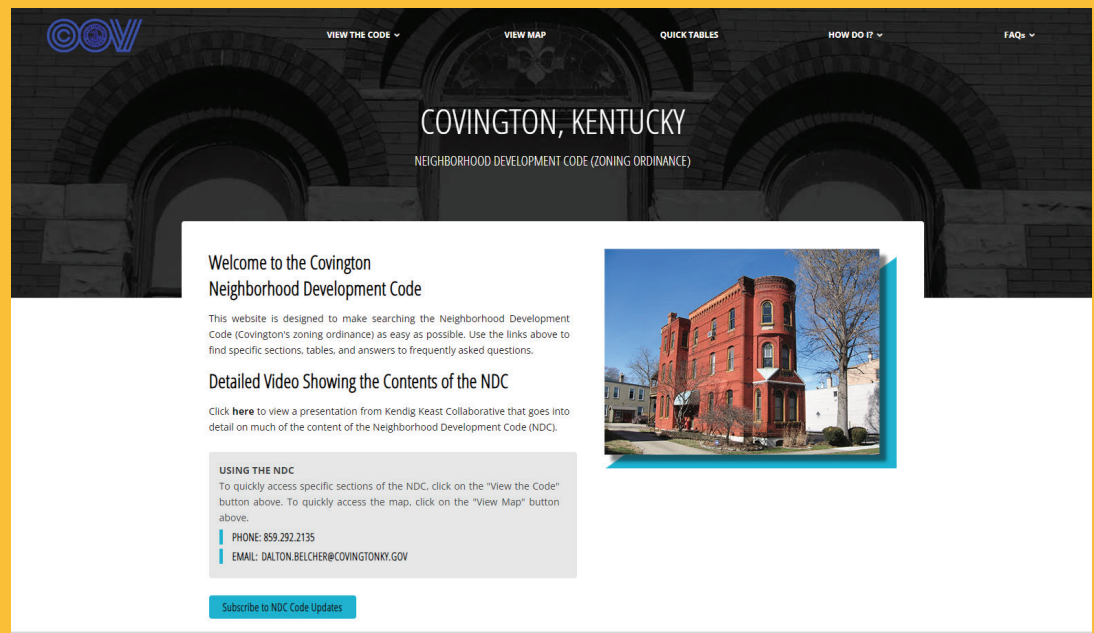 COV
VIEW THE CODE
VIEW MAP
QUICK TABLES
HOW DO I?
FAQs
COVINGTON, KENTUCKY
NEIGHBORHOOD DEVELOPMENT CODE (ZONING ORDINANCE)
Welcome to the Covington
Neighborhood Development Code
This website is designed to make searching the Neighborhood Development
Code (Covington's zoning ordinance) as easy as possible. Use the links above to
find specific sections, tables, and answers to frequently asked questions.
Detailed Video Showing the Contents of the NDC
Click here to view a presentation from Kendig Keast Collaborative that goes into
detail on much of the content of the Neighborhood Development Code (NDC).
USING THE NDC
To quickly access specific sections of the NDC, click on the "View the Code"
button above. To quickly access the map, click on the "View Map" button
above.
PHONE: 859.292.2135
EMAIL: DALTON.BELCHER@COVINGTONKY.GOV
Subscribe to NDC Code Updates